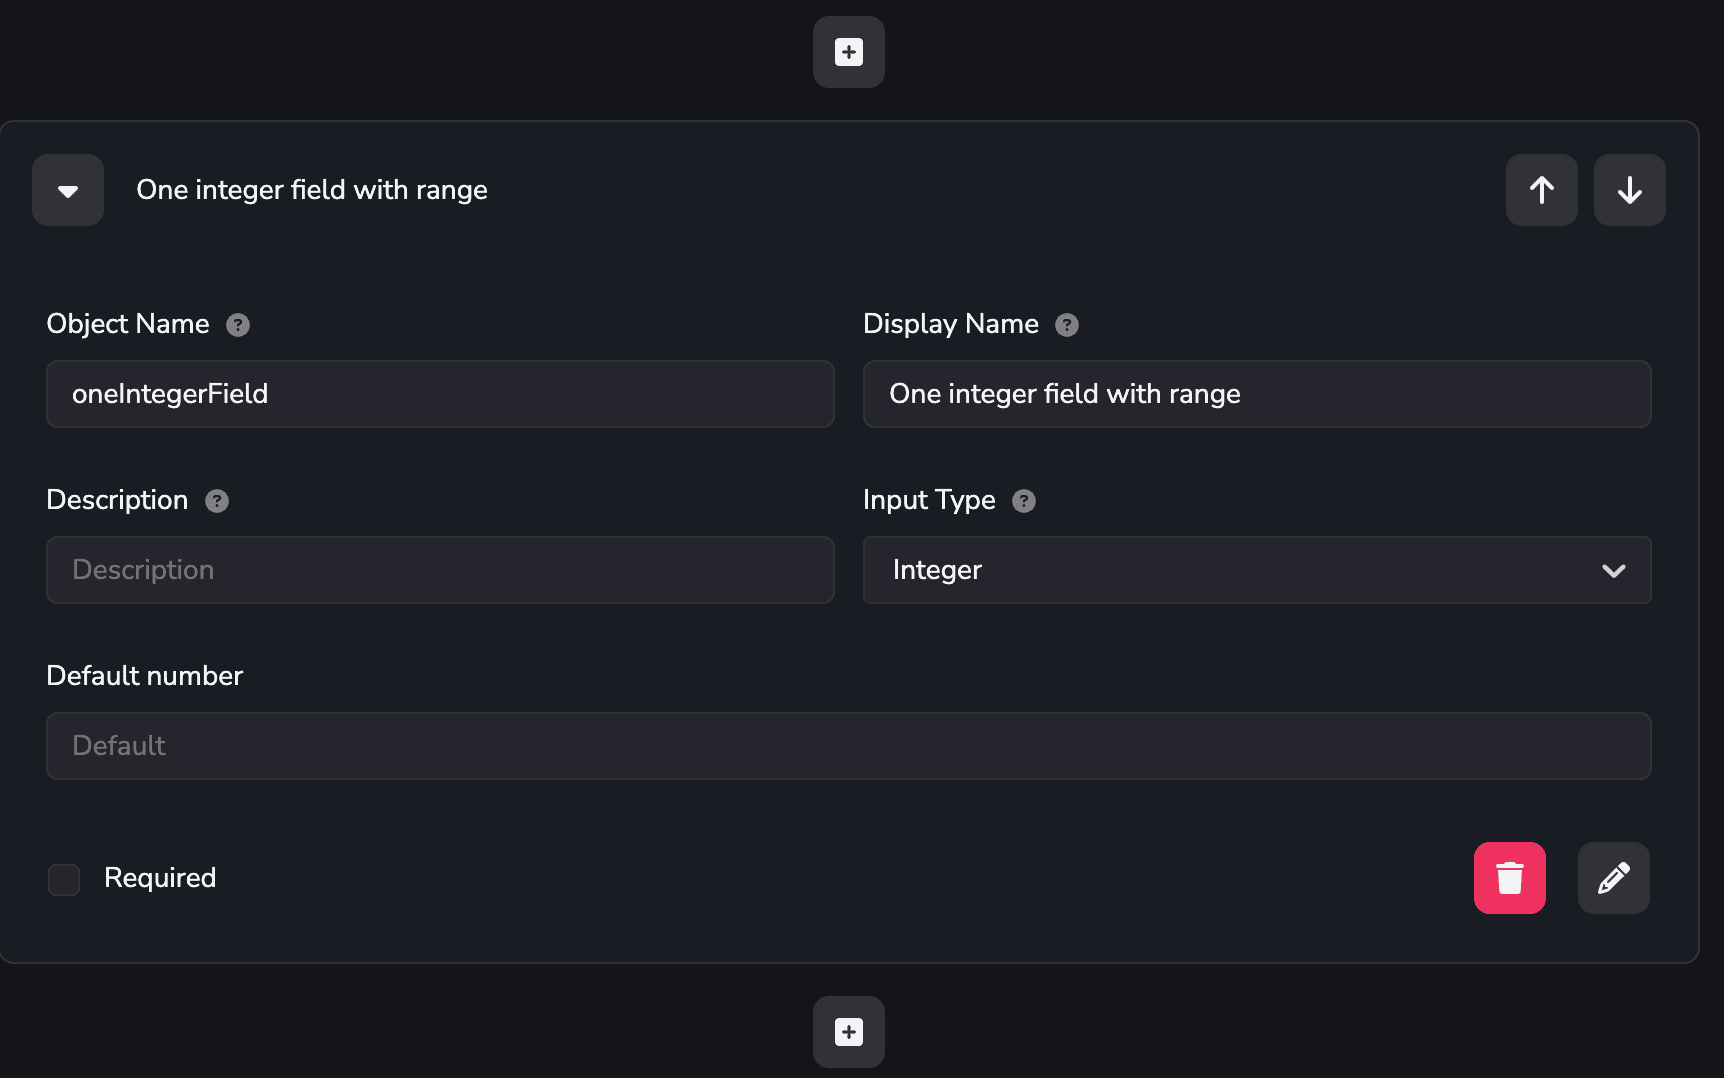 One integer field with range
Object Name ?
Display Name ?
oneIntegerField
One integer field with range
Description ?
Input Type ?
Description
Integer
Default number
Default
Required